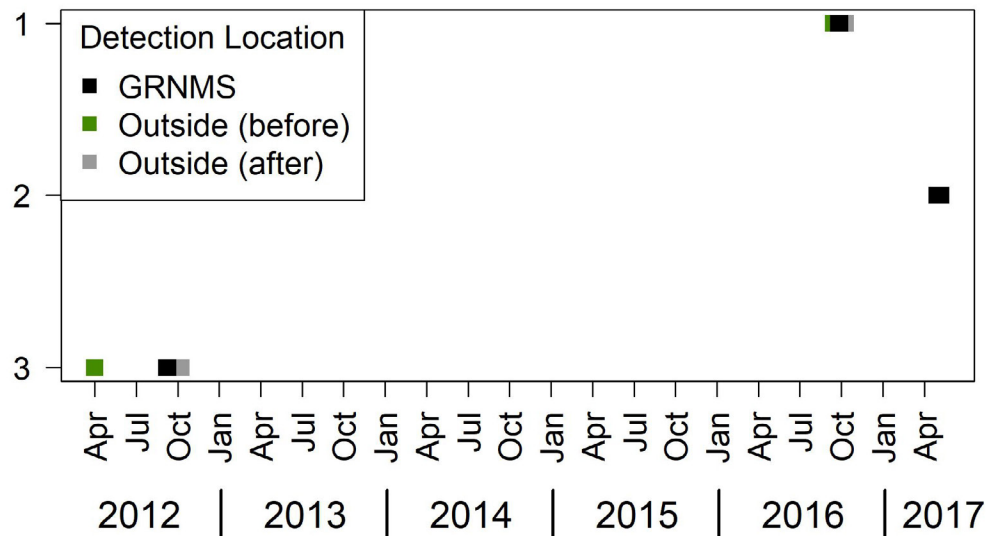 Detection Location
GRNMS
Outside (before)
Outside (after)
1
2
3
Apr Jul Oct Jan Apr Jul Oct Jan Apr Jul Oct Jan Apr Jul Oct Jan Apr Jul Oct Jan Apr
2012 2013 2014 2015 2016 2017